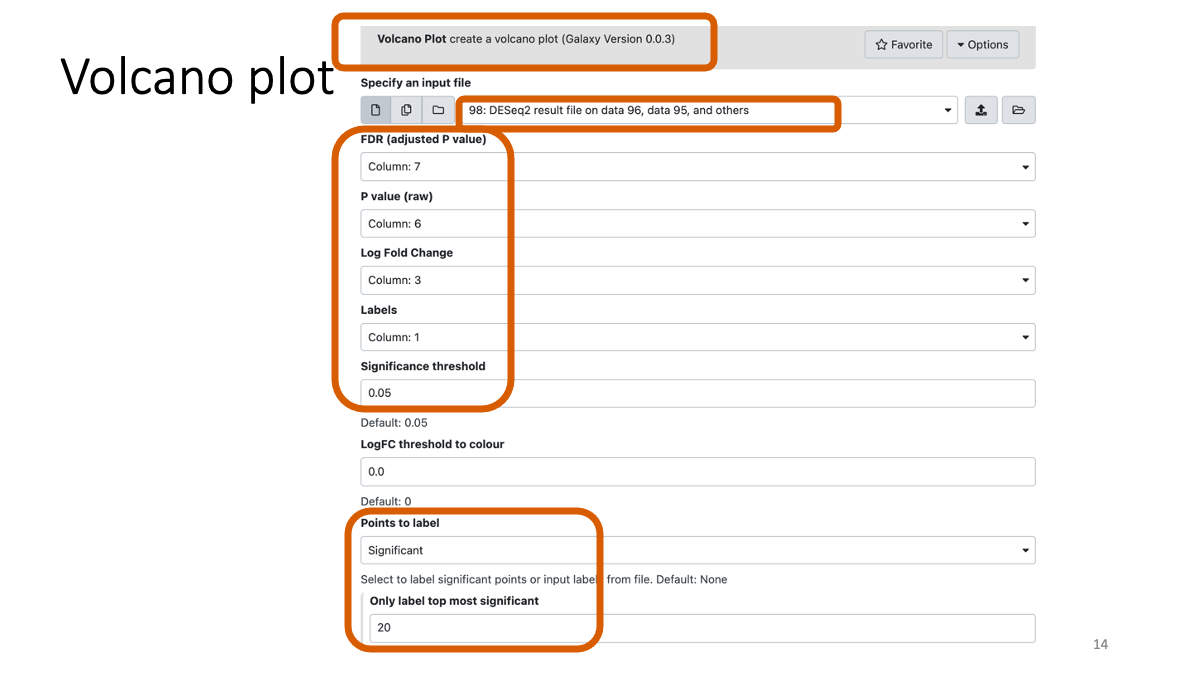 Volcano plot
Volcano Plot create a volcano plot (Galaxy Version 0.0.3)
Favorite
Options
Specify an input file
98: DESeq2 result file on data 96, data 95, and others
FDR (adjusted P value)
Column: 7
P value (raw)
Column: 6
Log Fold Change
Column: 3
Labels
Column: 1
Significance threshold
0.05
Default: 0.05
LogFC threshold to colour
0.0
Default: 0
Points to label
Significant
Select to label significant points or input labels from file. Default: None
Only label top most significant
20
14